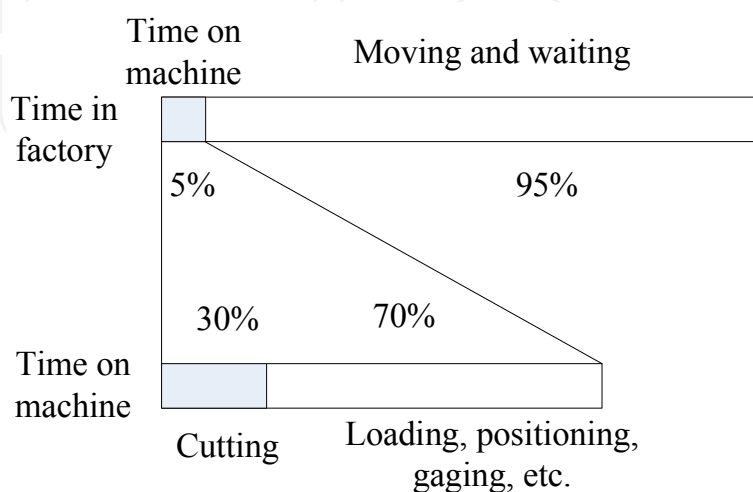 Time on
machine
Moving and waiting
Time in
factory
5%
95%
30%
70%
Time on
machine
Cutting
Loading, positioning,
gaging, etc.